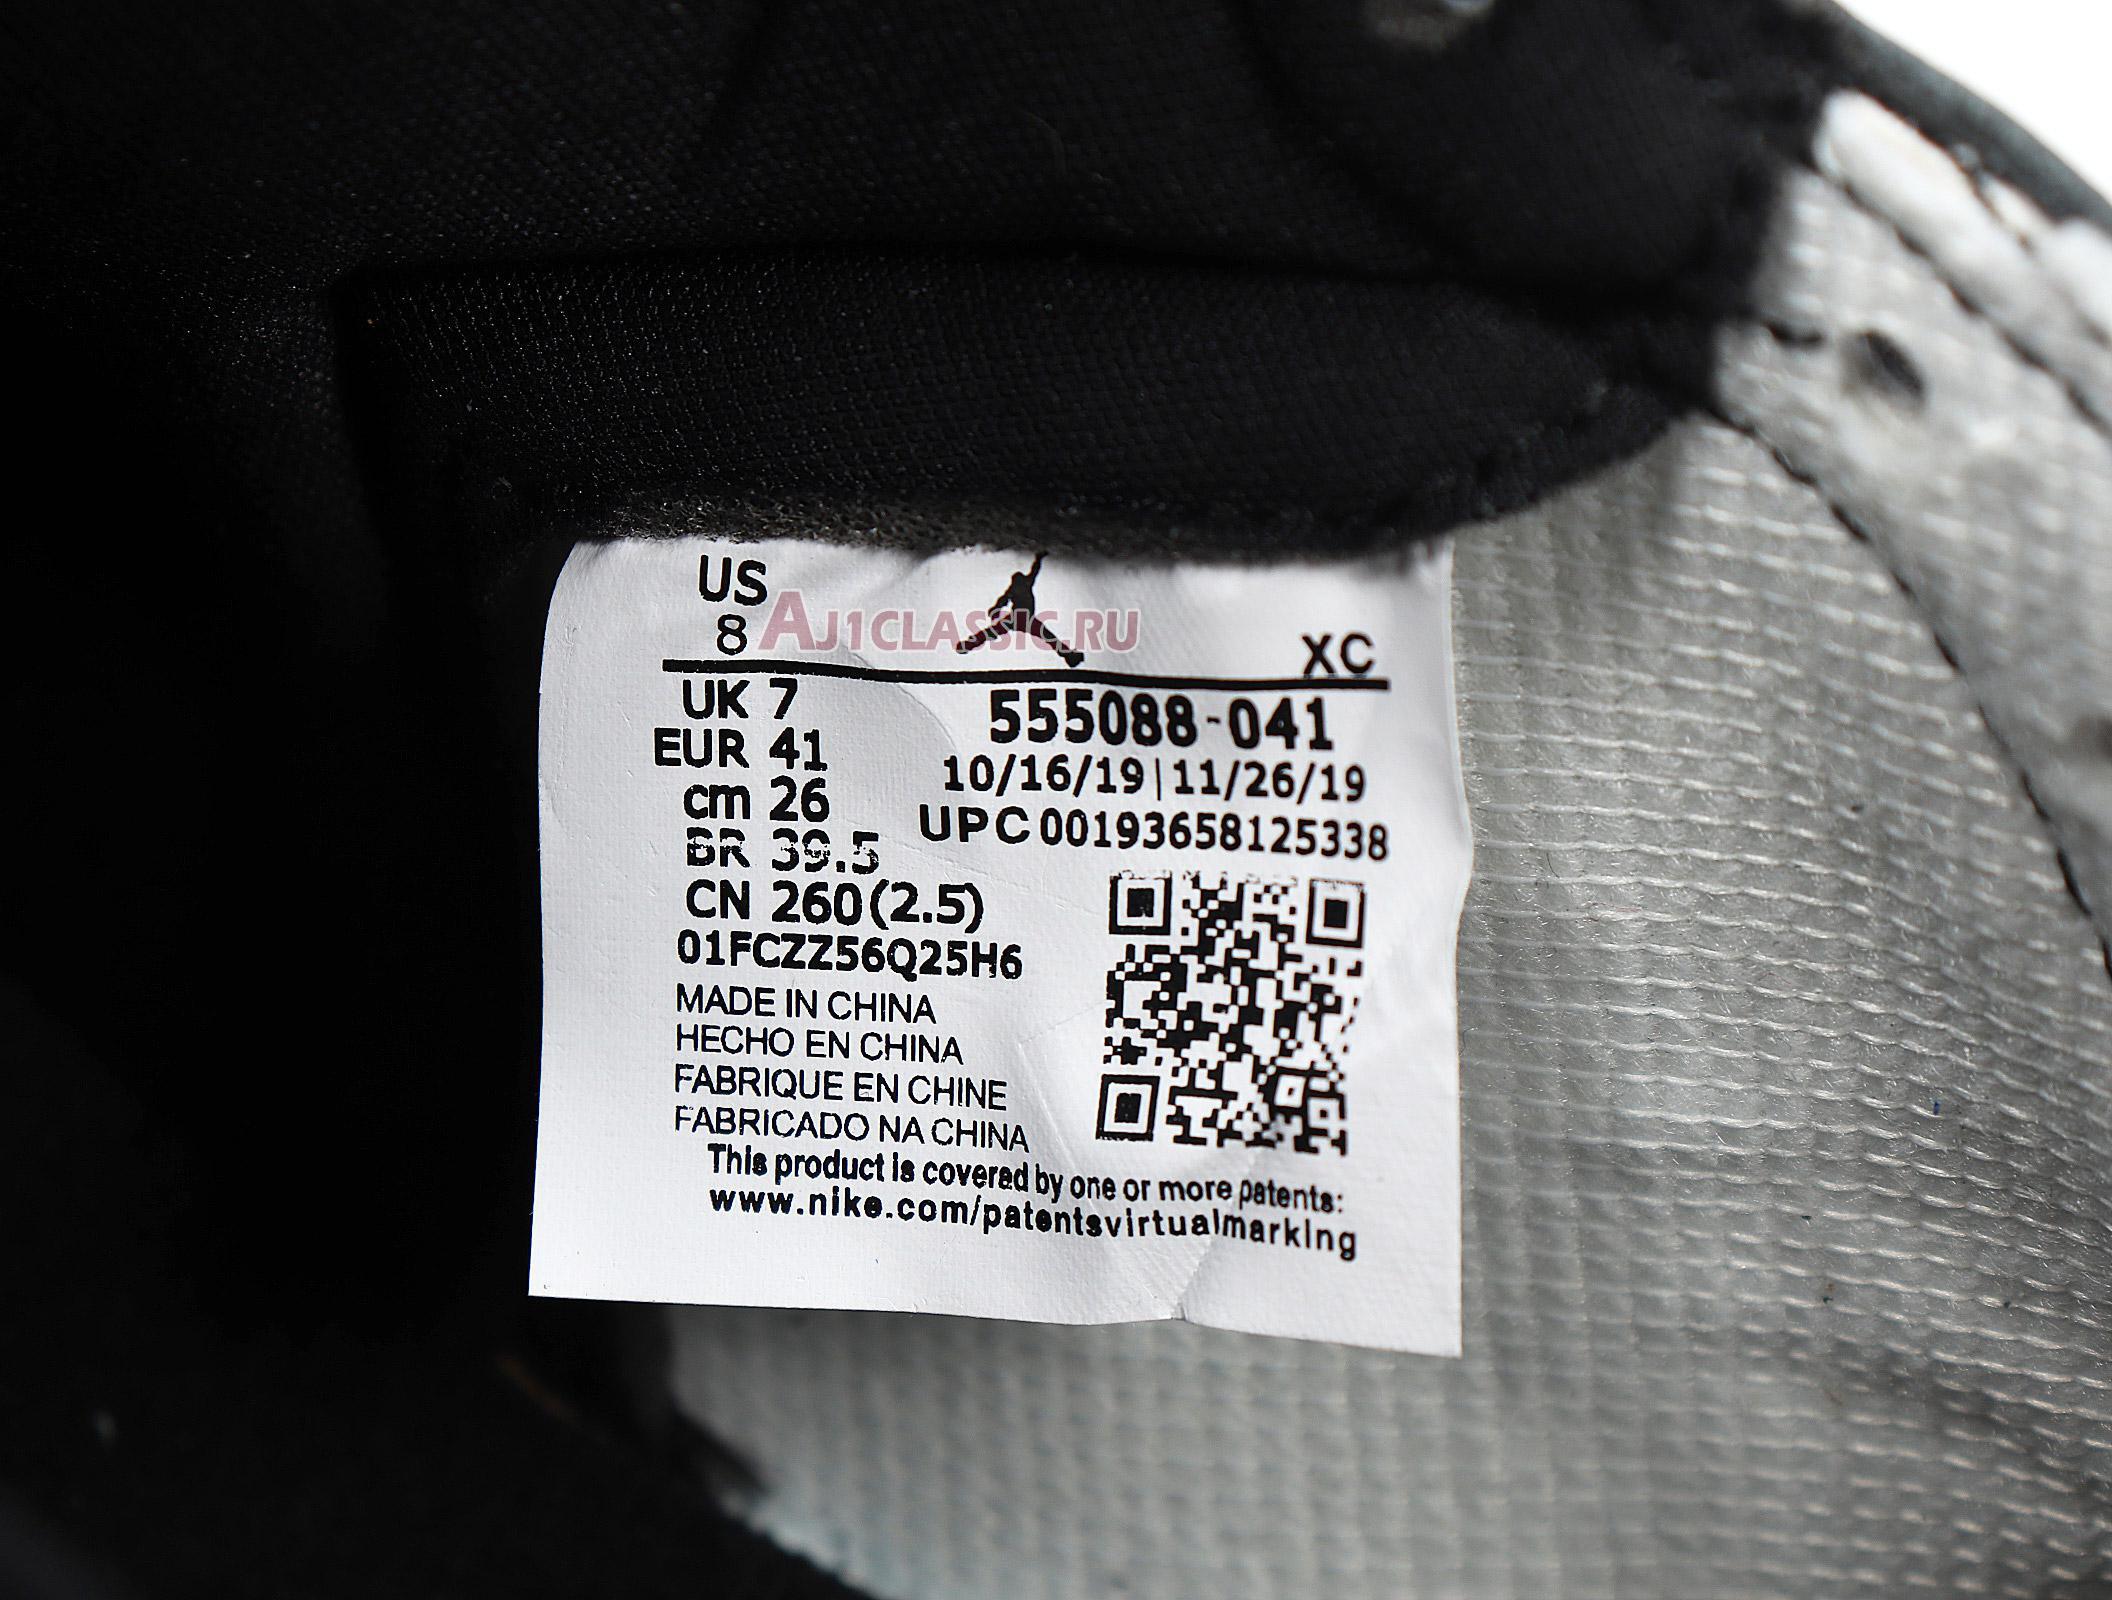 US
8
AJ1CLASSIC.RU
XC
UK 7
555088-041
EUR 41
10/16/19|11/26/19
cm 26
UPC 00193658125338
BR 39.5
CN 260(2.5)
01FCZZ56Q25H6
MADE IN CHINA
HECHO EN CHINA
FABRIQUE EN CHINE
FABRICADO NA CHINA
This product is covered by one or more patents:
www.nike.com/patentsvirtualmarking